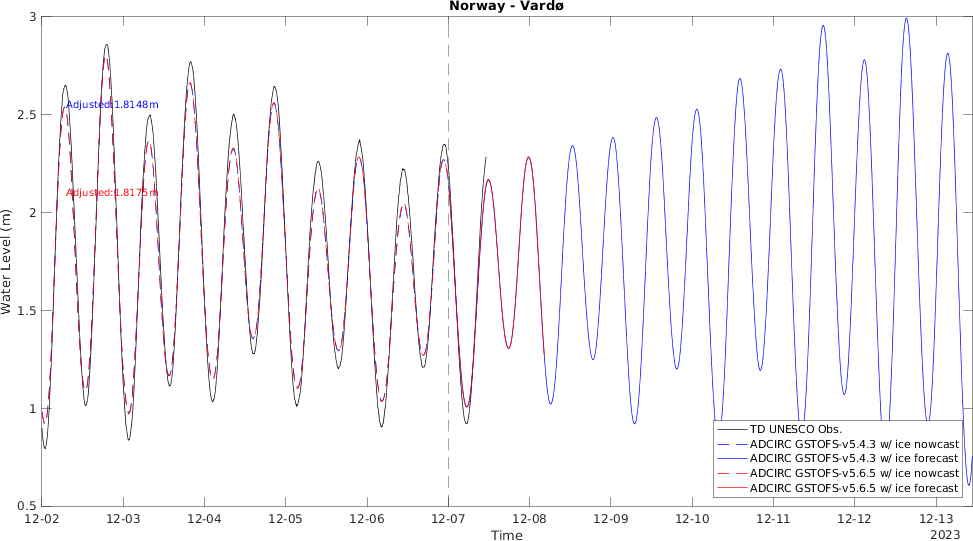 Norway - Vardø
3
2.5
2
1.5
1
0.5
Water Level (m)
Adjusted:1.8148m
Adjusted:1.8175m
TD UNESCO Obs.
ADCIRC GSTOFS-v5.4.3 w/ ice nowcast
ADCIRC GSTOFS-v5.4.3 w/ ice forecast
ADCIRC GSTOFS-v5.6.5 w/ ice nowcast
ADCIRC GSTOFS-v5.6.5 w/ ice forecast
12-02 12-03 12-04 12-05 12-06 12-07 12-08 12-09 12-10 12-11 12-12 12-13
Time
2023